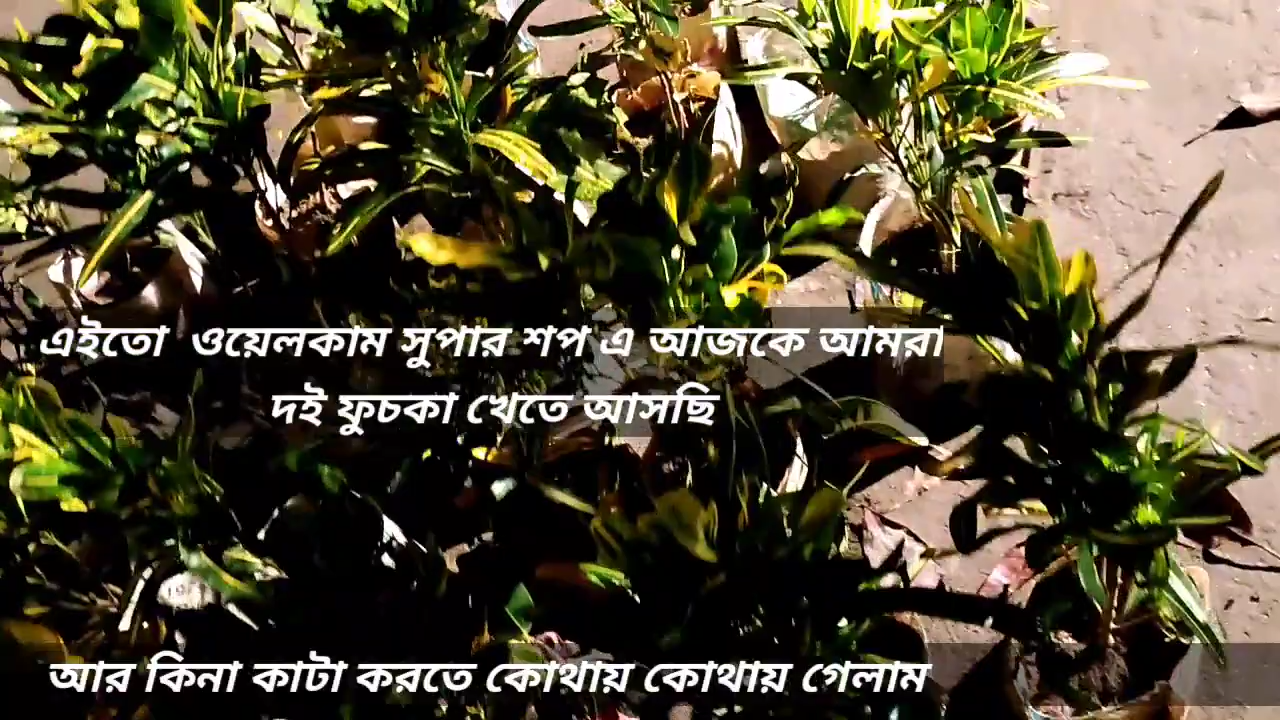 এইতো ওয়েলকাম সুপার শপ এ আজকে আমরা
দই ফুচকা খেতে আসছি
আর কিনা কাটা করতে কোথায় কোথায় গেলাম